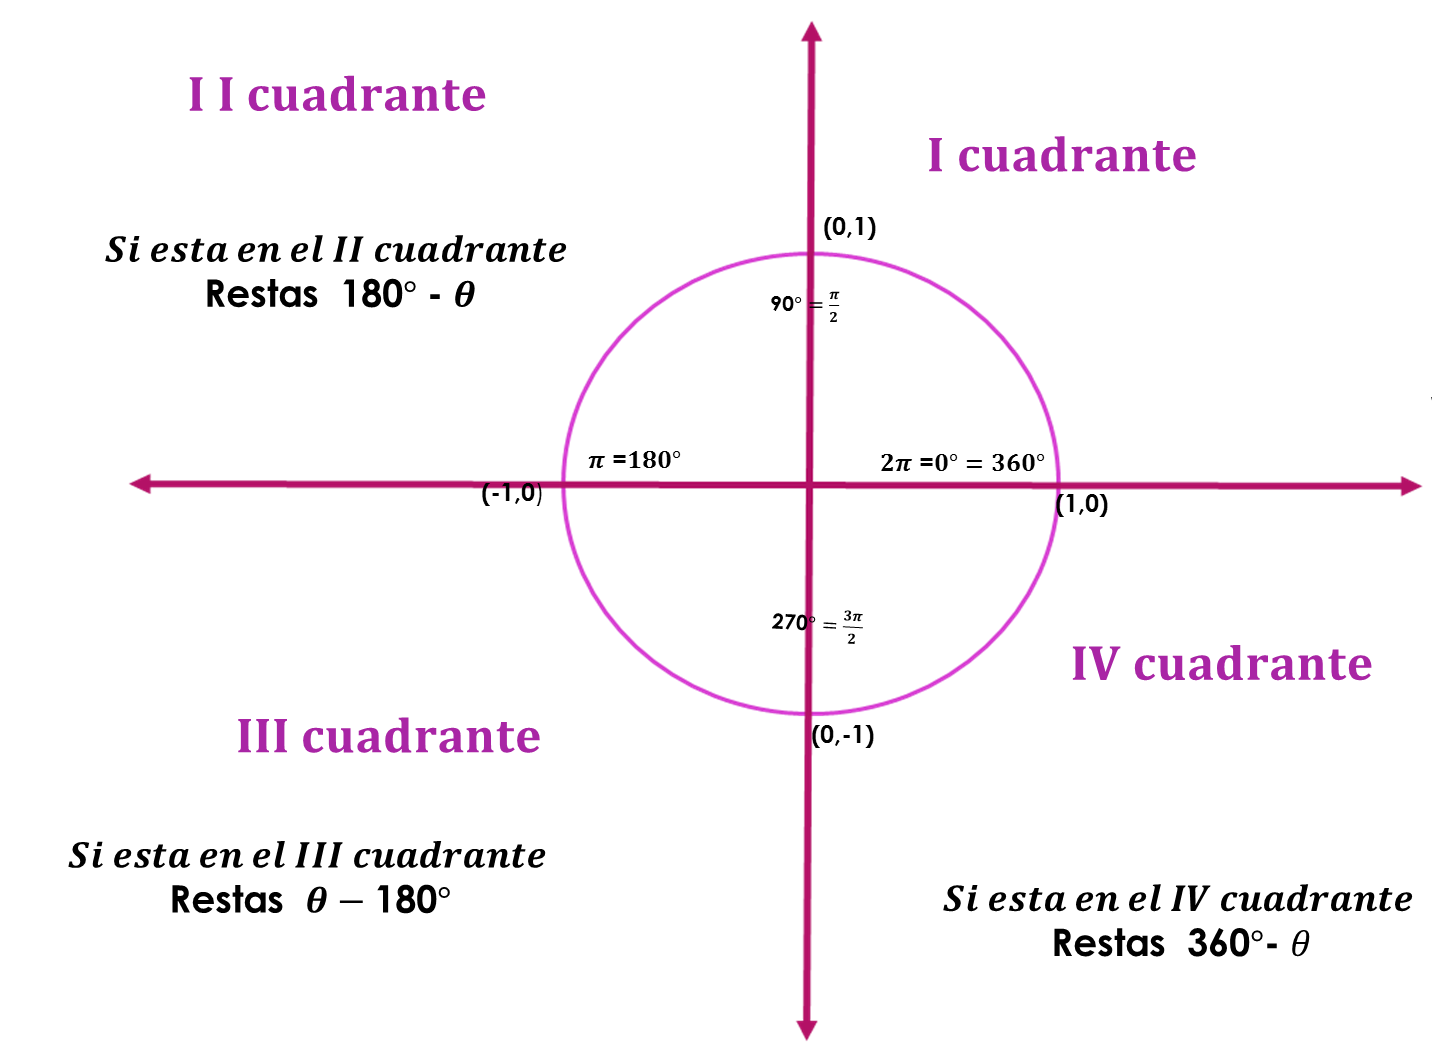 I I cuadrante
I cuadrante
(0,1)
Si esta en el II cuadrante
Restas 180° - θ
90° = π/2
π =180°
2π =0° = 360°
(-1,0)
(1,0)
270° = 3π/2
IV cuadrante
III cuadrante
(0,-1)
Si esta en el III cuadrante
Restas θ − 180°
Si esta en el IV cuadrante
Restas 360°- θ